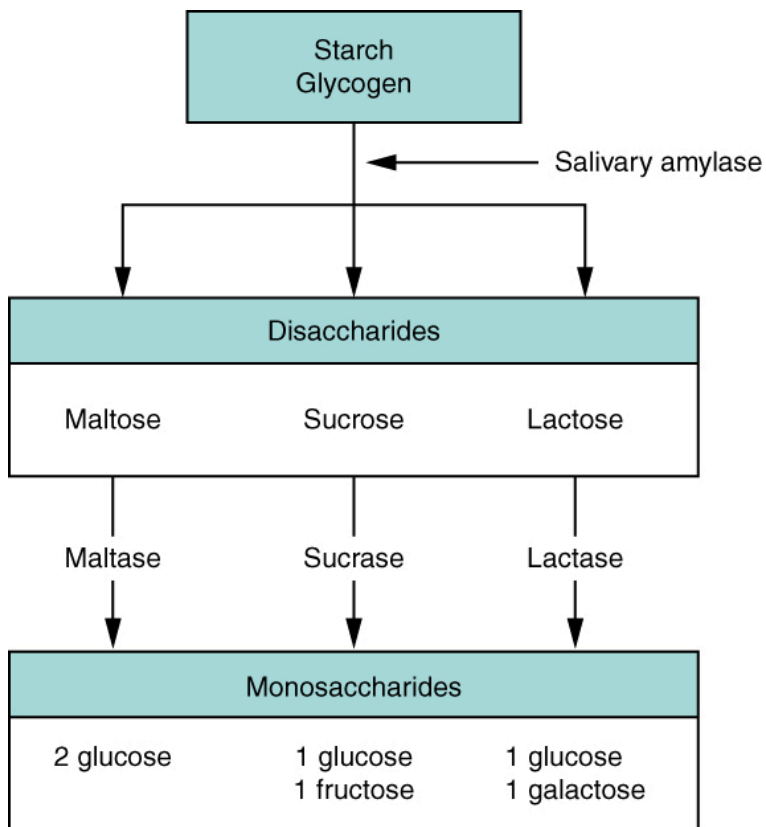 Starch
Glycogen
Salivary amylase
Disaccharides
Maltose Sucrose Lactose
Maltase Sucrase Lactase
Monosaccharides
2 glucose 1 glucose 1 glucose
1 fructose 1 galactose